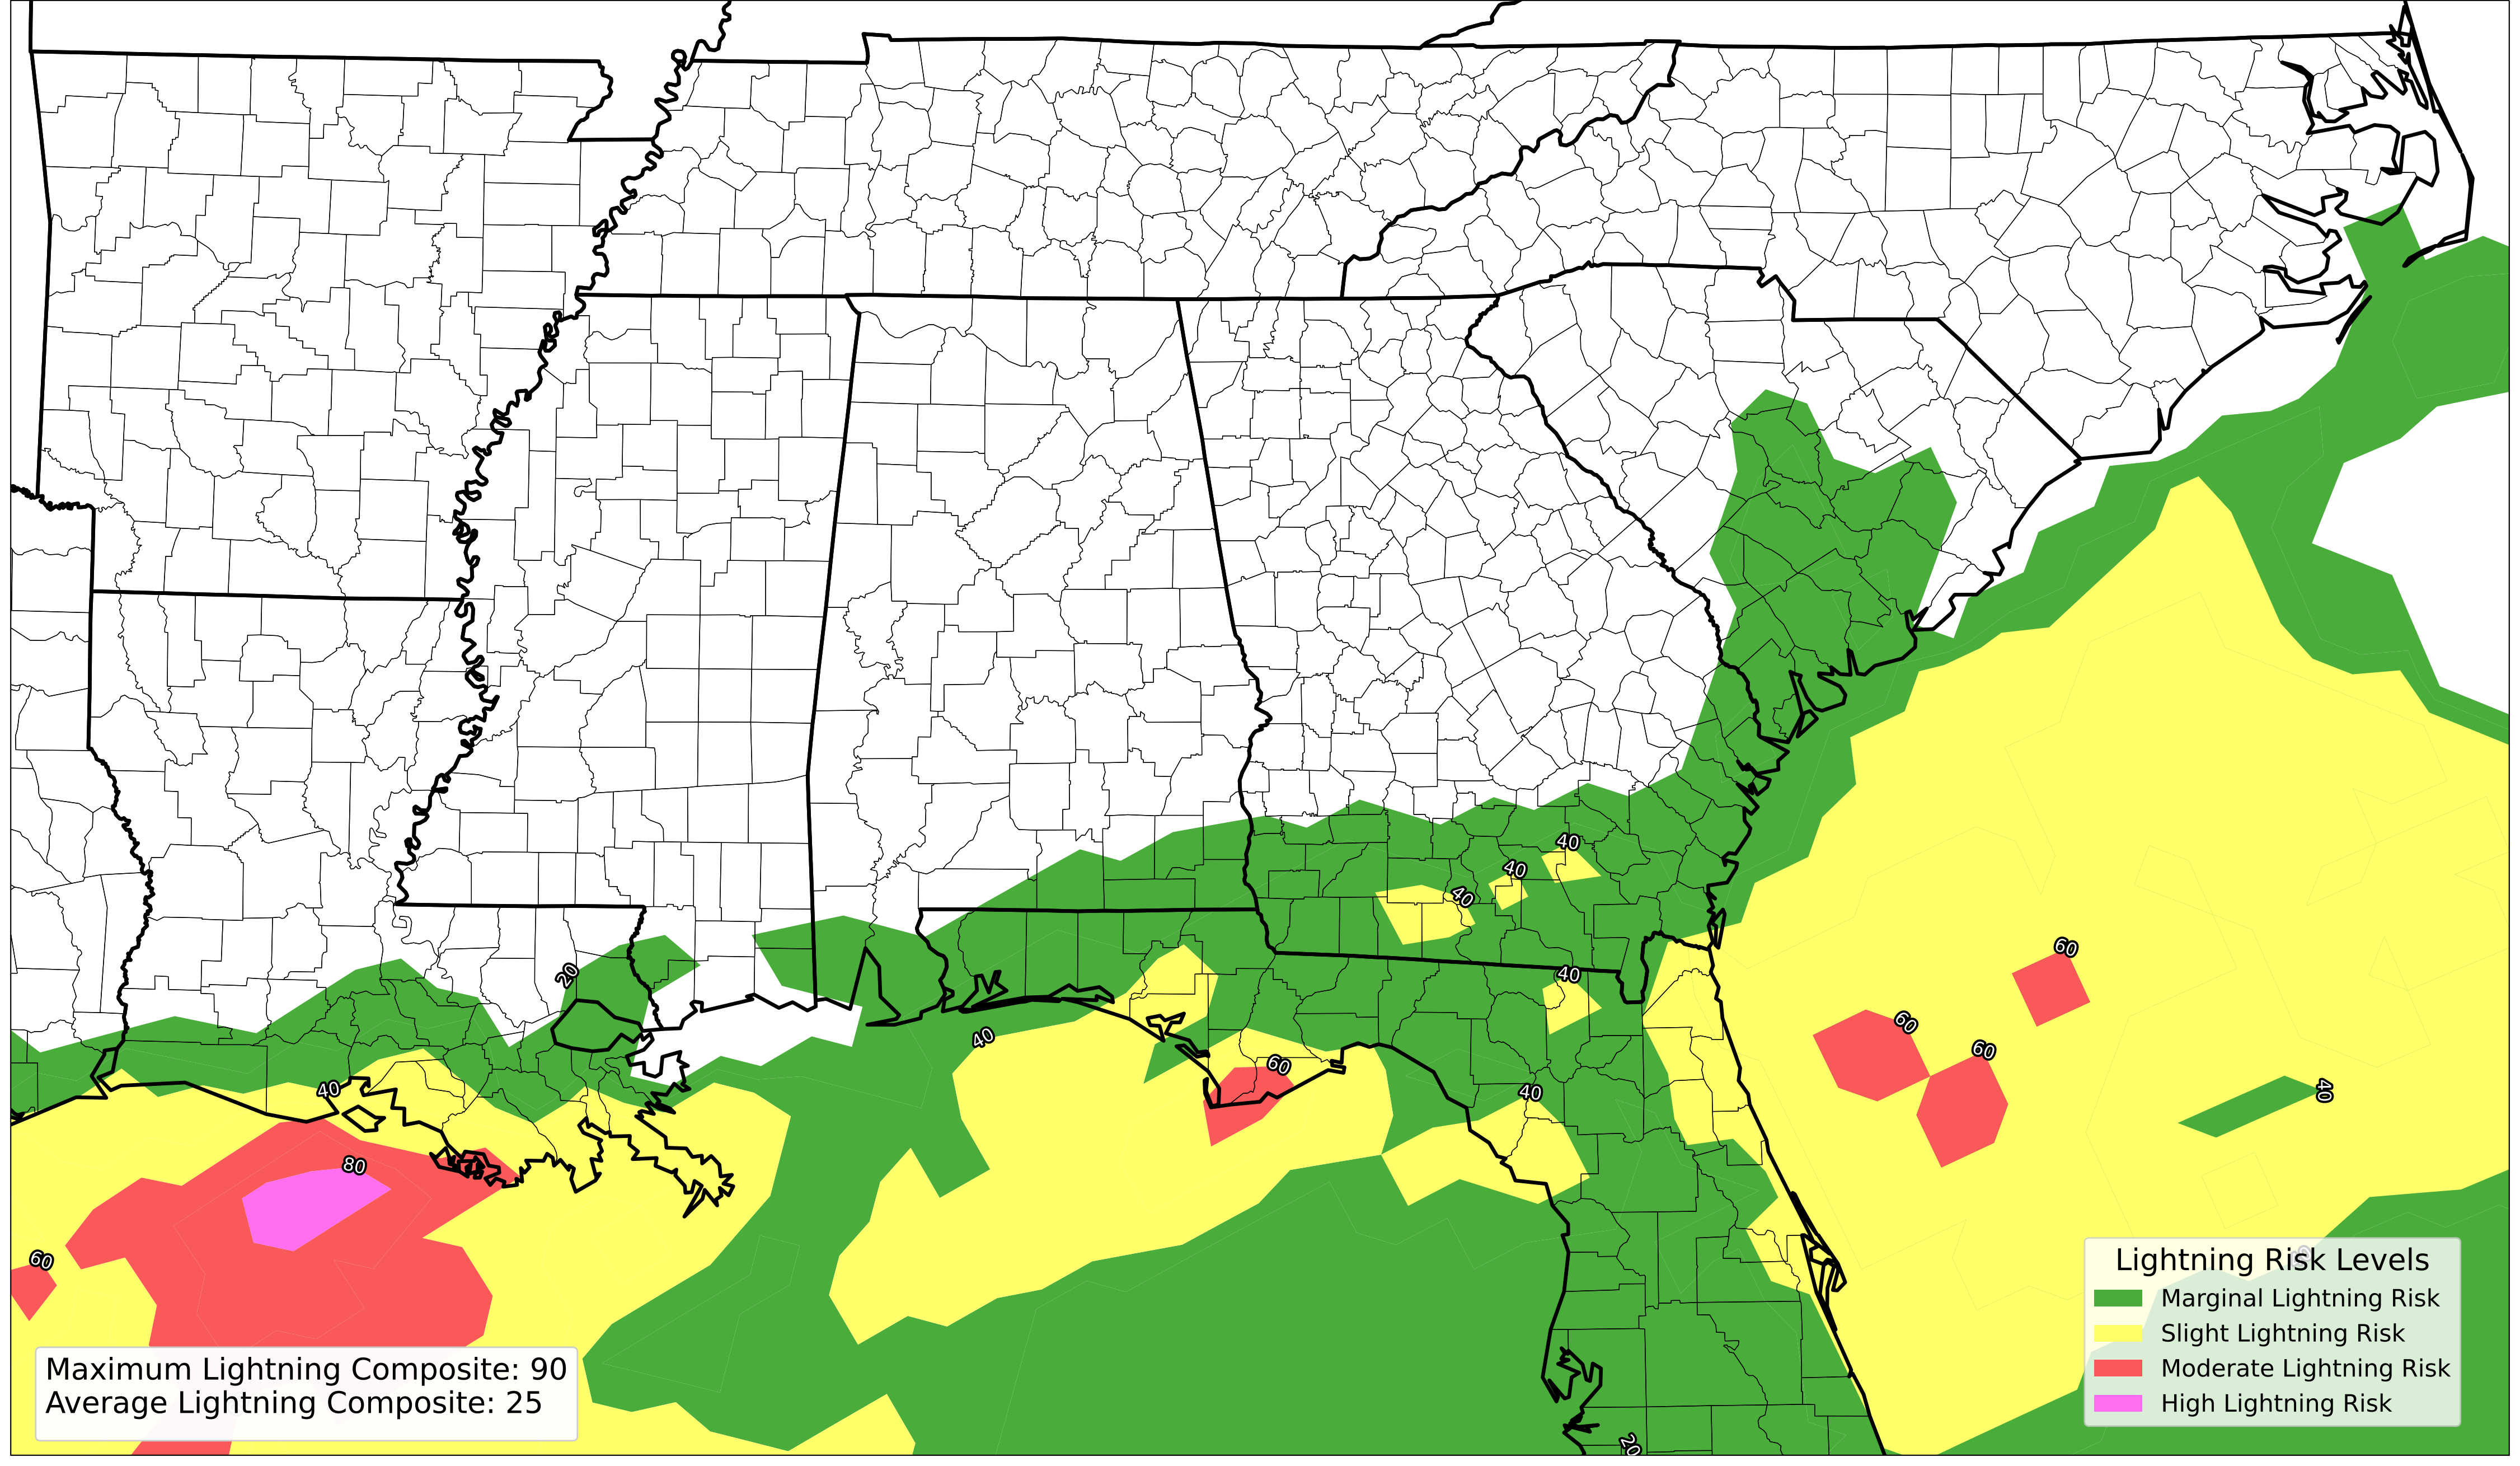 40
40
40
60
20
40
40
60
40
60
40
60
40
40
80
60
Lightning Risk Levels
Marginal Lightning Risk
Slight Lightning Risk
Moderate Lightning Risk
High Lightning Risk
Maximum Lightning Composite: 90
Average Lightning Composite: 25
20